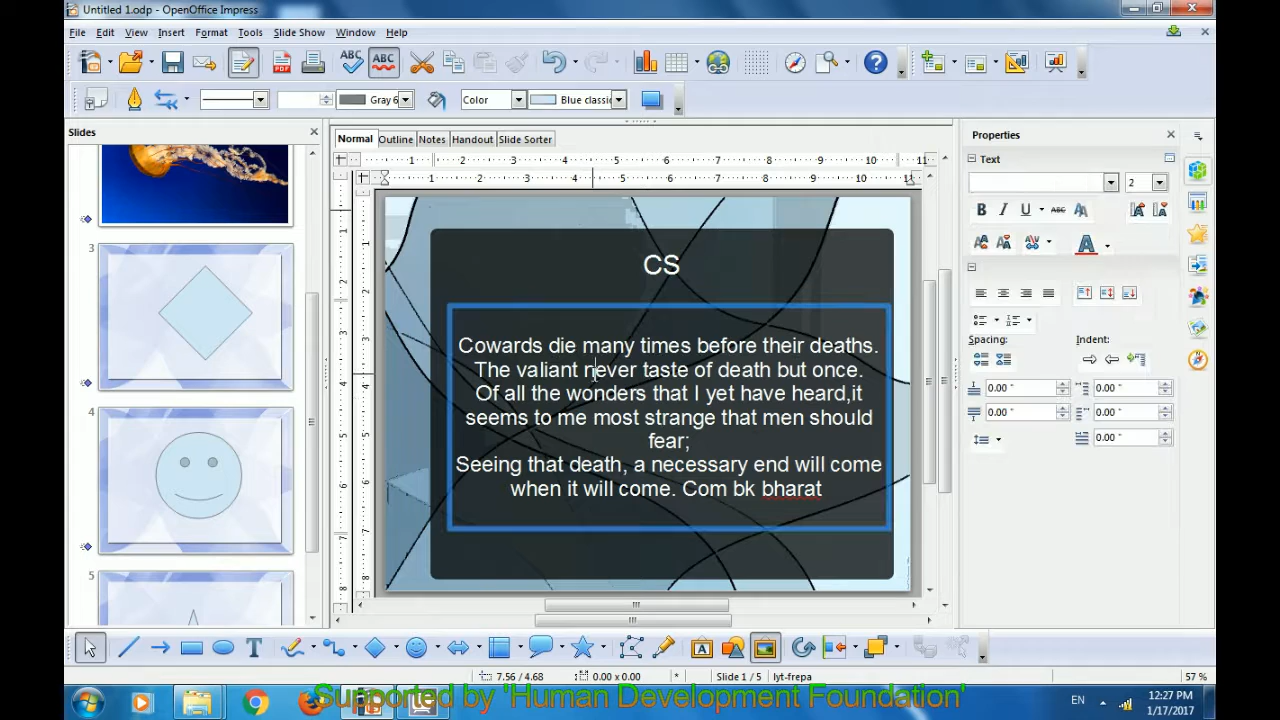 Untitled 1.odp - OpenOffice Impress
File Edit View Insert Format Tools Slide Show Window Help
Gray 6 Color Blue classi
Slides
Normal Outline Notes Handout Slide Sorter
Properties
Text
2
3
4
5
CS
Cowards die many times before their deaths.
The valiant never taste of death but once.
Of all the wonders that I yet have heard,it
seems to me most strange that men should
fear;
Seeing that death, a necessary end will come
when it will come. Com bk bharat
Spacing: Indent:
0.00 " 0.00 "
0.00 " 0.00 "
0.00 "
7.56 / 4.68 0.00 x 0.00 * Slide 1 / 5 lyt-frepa 57 %
Supported by 'Human Development Foundation'
EN 12:27 PM
1/17/2017